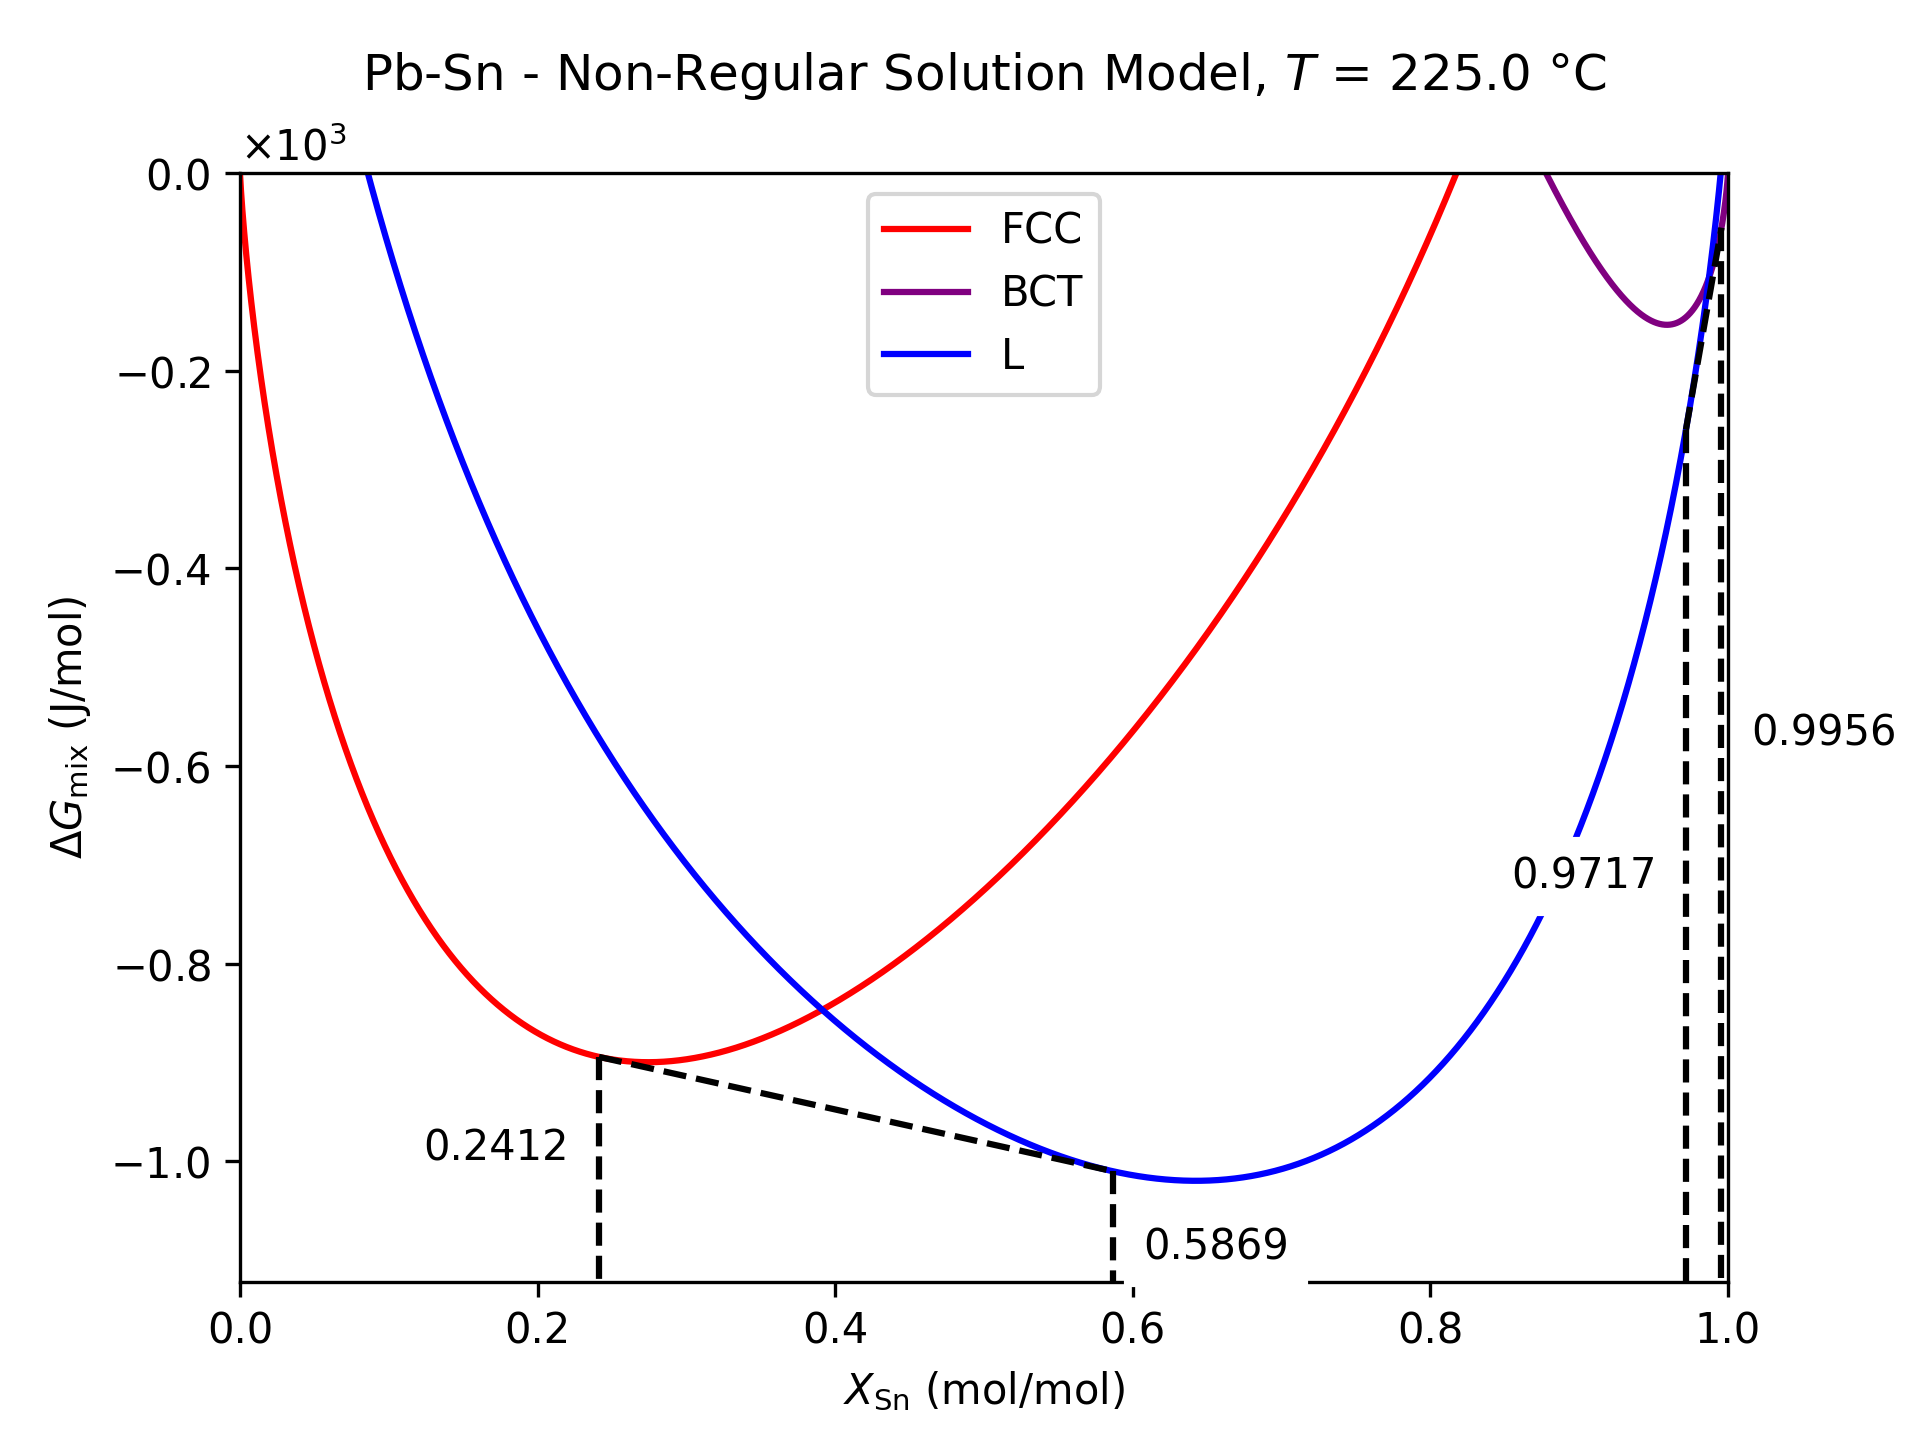 Pb-Sn - Non-Regular Solution Model, T = 225.0 °C
×10³
0.0
−0.2
−0.4
−0.6
−0.8
−1.0
ΔGmix (J/mol)
FCC
BCT
L
0.9956
0.9717
0.2412
0.5869
0.0
0.2
0.4
0.6
0.8
1.0
XSn (mol/mol)